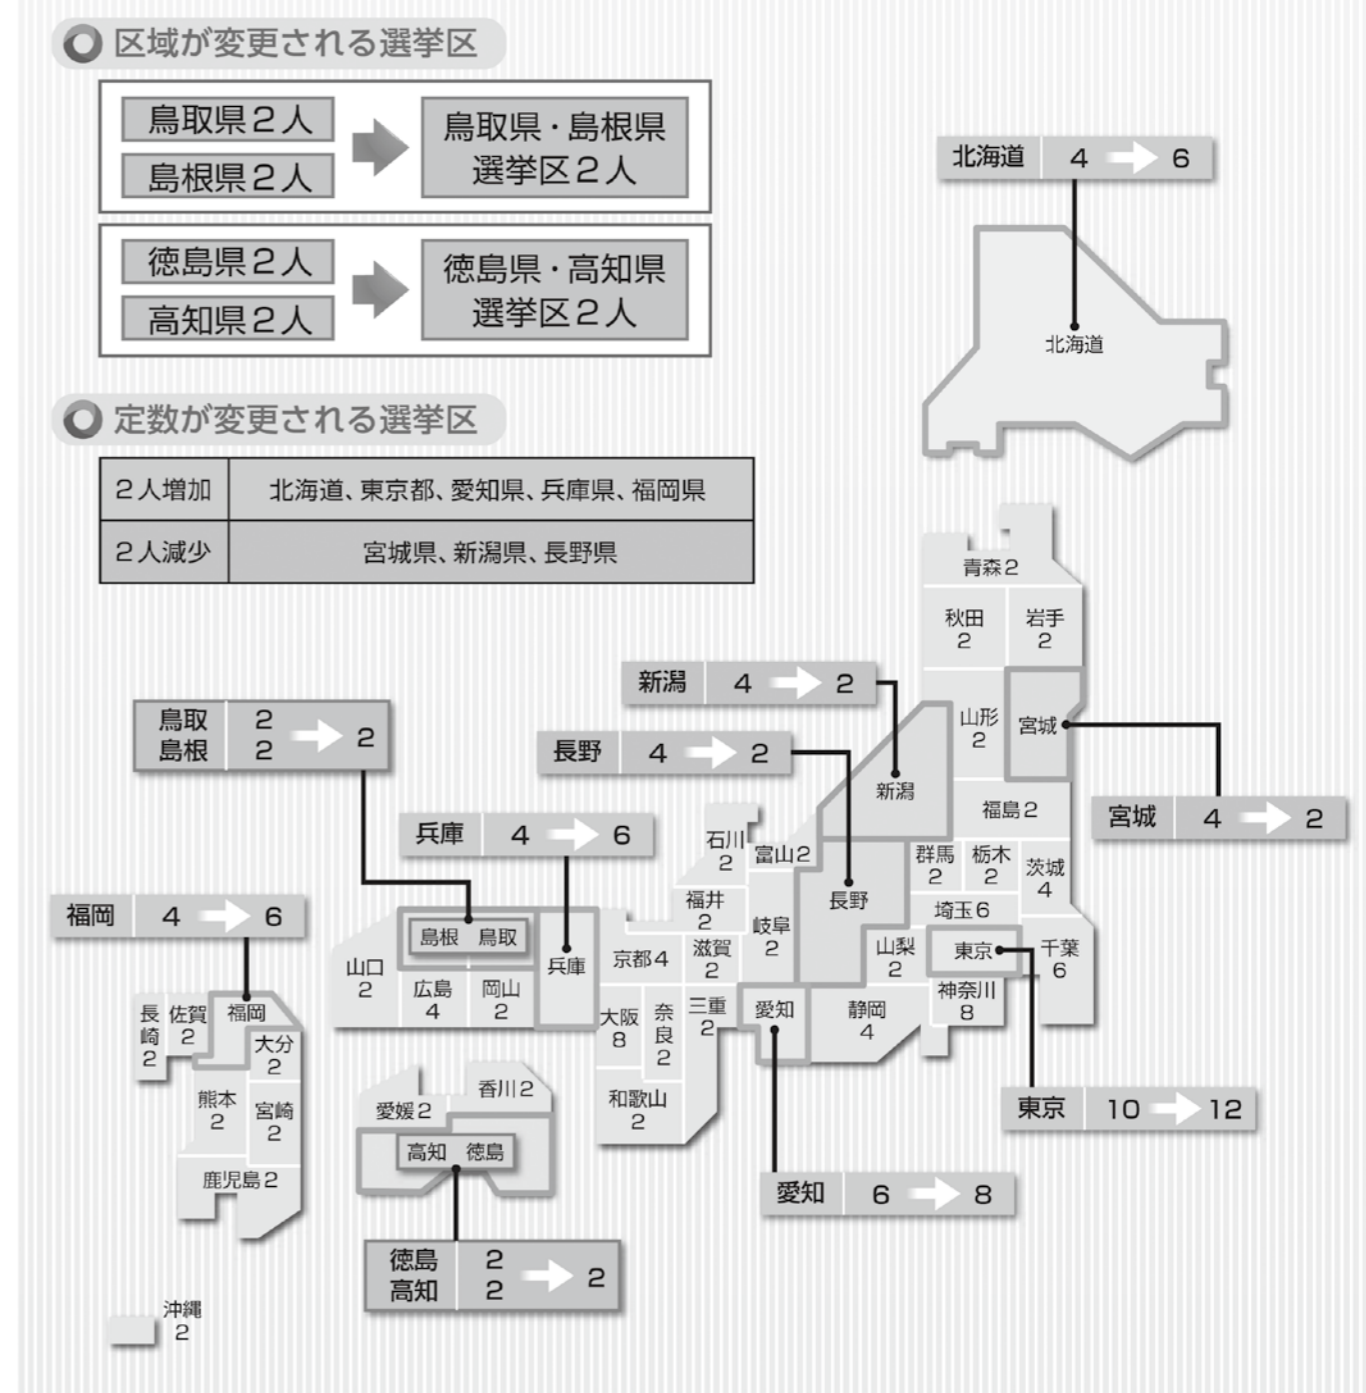 区域が変更される選挙区
鳥取県2人
島根県2人
鳥取県・島根県
選挙区2人
徳島県2人
高知県2人
徳島県・高知県
選挙区2人
定数が変更される選挙区
2人増加 北海道、東京都、愛知県、兵庫県、福岡県
2人減少 宮城県、新潟県、長野県
北海道 4 6
北海道
青森2
秋田
2
岩手
2
新潟 4 2
山形
2
宮城
長野 4 2
新潟
福島2
宮城 4 2
鳥取 2
島根 2
2
兵庫 4 6
石川
2
富山2
群馬
2
栃木
2
茨城
4
長野
埼玉6
福井
2
岐阜
2
福岡 4 6
島根 鳥取
兵庫
京都4
滋賀
2
山梨
2
東京
千葉
6
山口
2
広島
4
岡山
2
神奈川
8
長崎
2
佐賀
2
福岡
大阪
8
奈良
2
三重
2
愛知
静岡
4
大分
2
熊本
2
宮崎
2
鹿児島2
愛媛2
香川2
和歌山
2
高知 徳島
東京 10 12
愛知 6 8
徳島 2
高知 2
2
沖縄
2